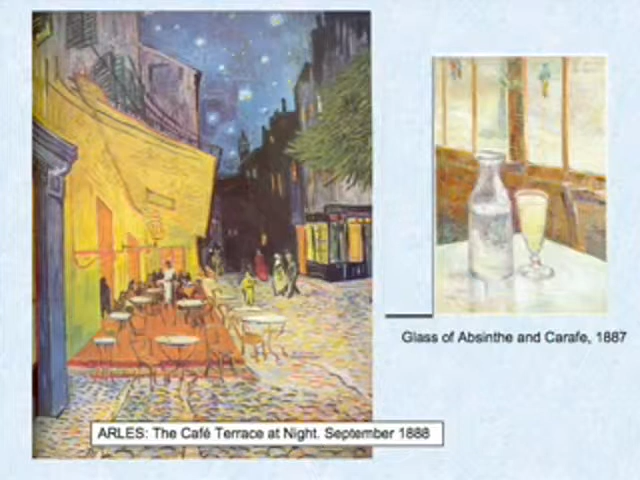 Glass of Absinthe and Carafe, 1887
ARLES: The Café Terrace at Night. September 1888